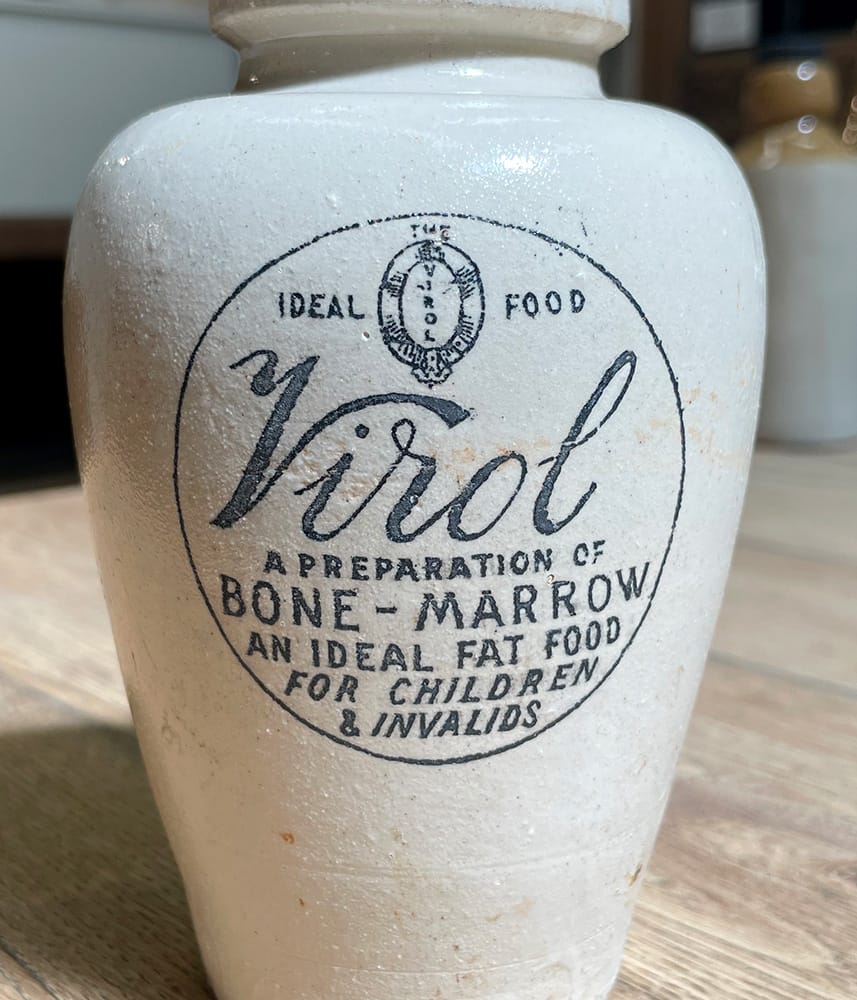 THE
IDEAL VIROL FOOD
Virol
A PREPARATION OF
BONE-MARROW
AN IDEAL FAT FOOD
FOR CHILDREN
& INVALIDS